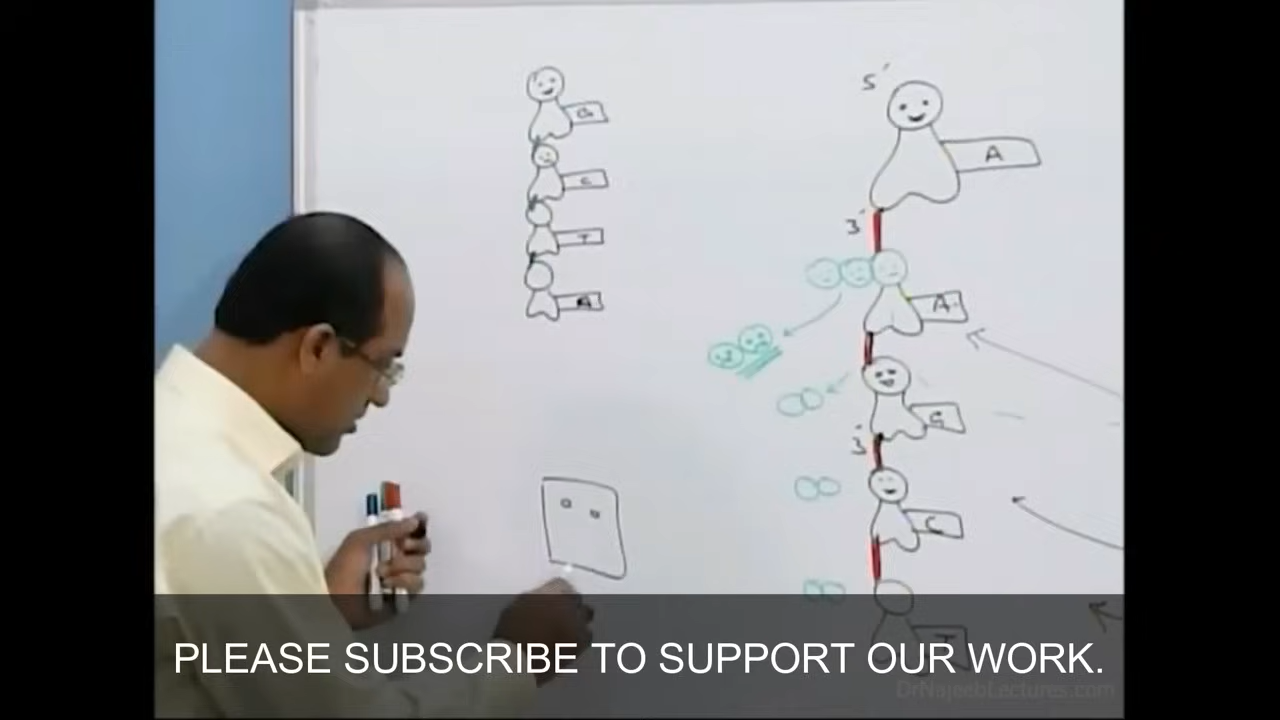 G
C
T
A
5′
A
3′
A
G
3′
C
T
PLEASE SUBSCRIBE TO SUPPORT OUR WORK.
DrNajeebLectures.com